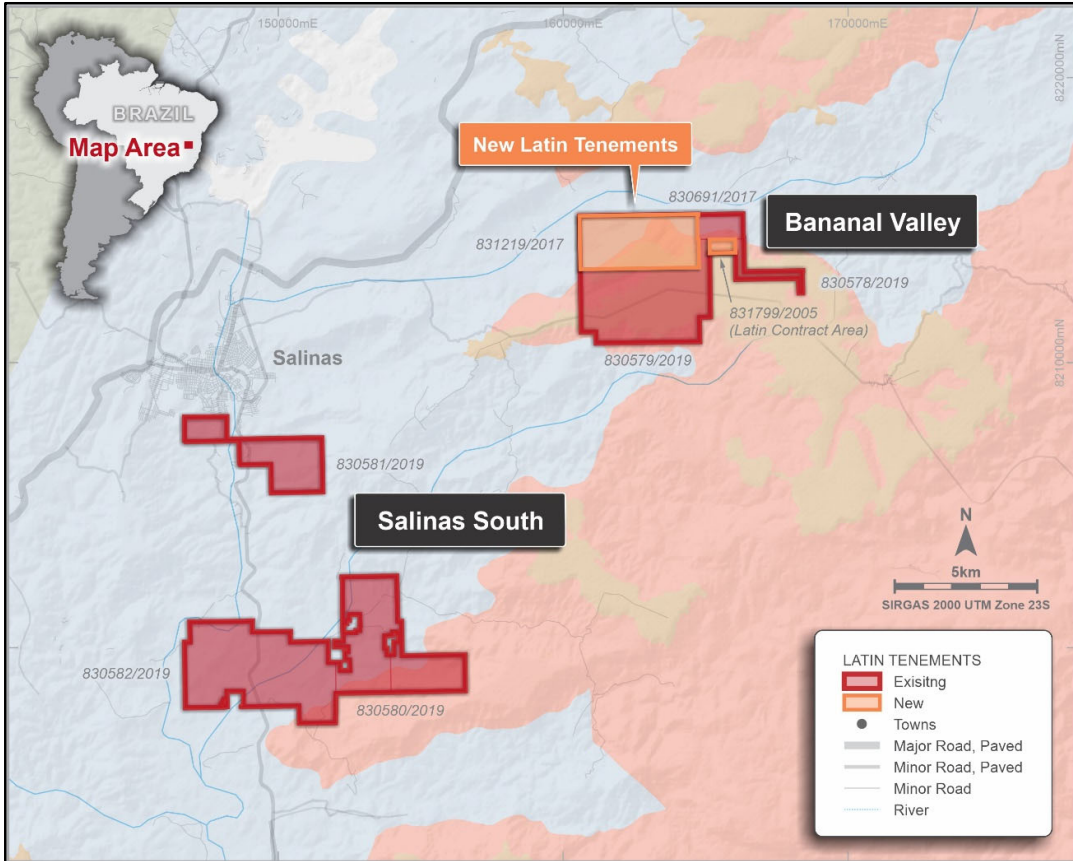 150000mE
160000mE
170000mE
8220000mN
BRAZIL
Map Area
New Latin Tenements
830691/2017
Bananal Valley
831219/2017
830578/2019
831799/2005
(Latin Contract Area)
830579/2019
8210000mN
Salinas
830581/2019
Salinas South
N
5km
SIRGAS 2000 UTM Zone 23S
830582/2019
830580/2019
LATIN TENEMENTS
Exisitng
New
Towns
Major Road, Paved
Minor Road, Paved
Minor Road
River